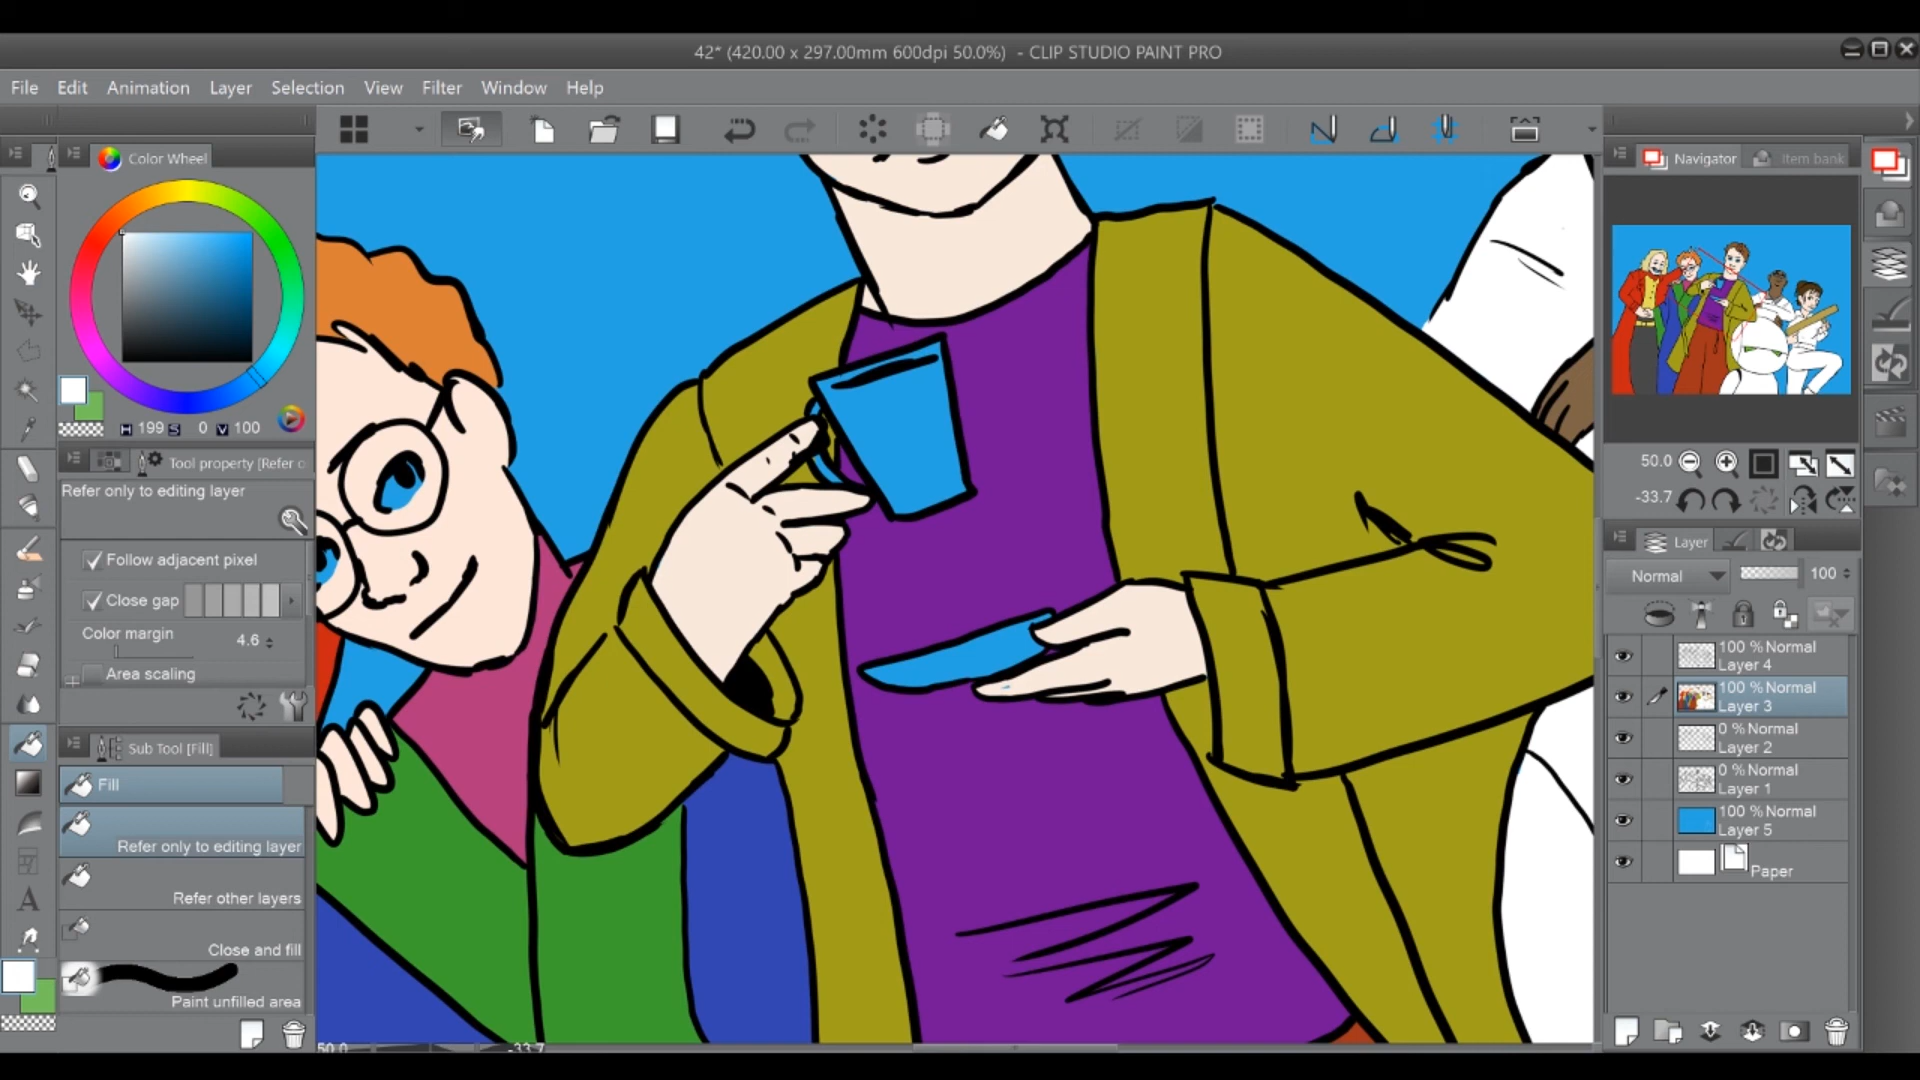 42* (420.00 x 297.00mm 600dpi 50.0%) - CLIP STUDIO PAINT PRO
File Edit Animation Layer Selection View Filter Window Help
Color Wheel
H 199 S 0 V 100
Tool property [Refer o
Refer only to editing layer
Follow adjacent pixel
Close gap
Color margin 4.6
Area scaling
Sub Tool [Fill]
Fill
Refer only to editing layer
Refer other layers
Close and fill
A
Paint unfilled area
50.0 -33.7
Navigator Item bank
50.0
-33.7
Layer
Normal 100
100 % Normal
Layer 4
100 % Normal
Layer 3
0 % Normal
Layer 2
0 % Normal
Layer 1
100 % Normal
Layer 5
Paper